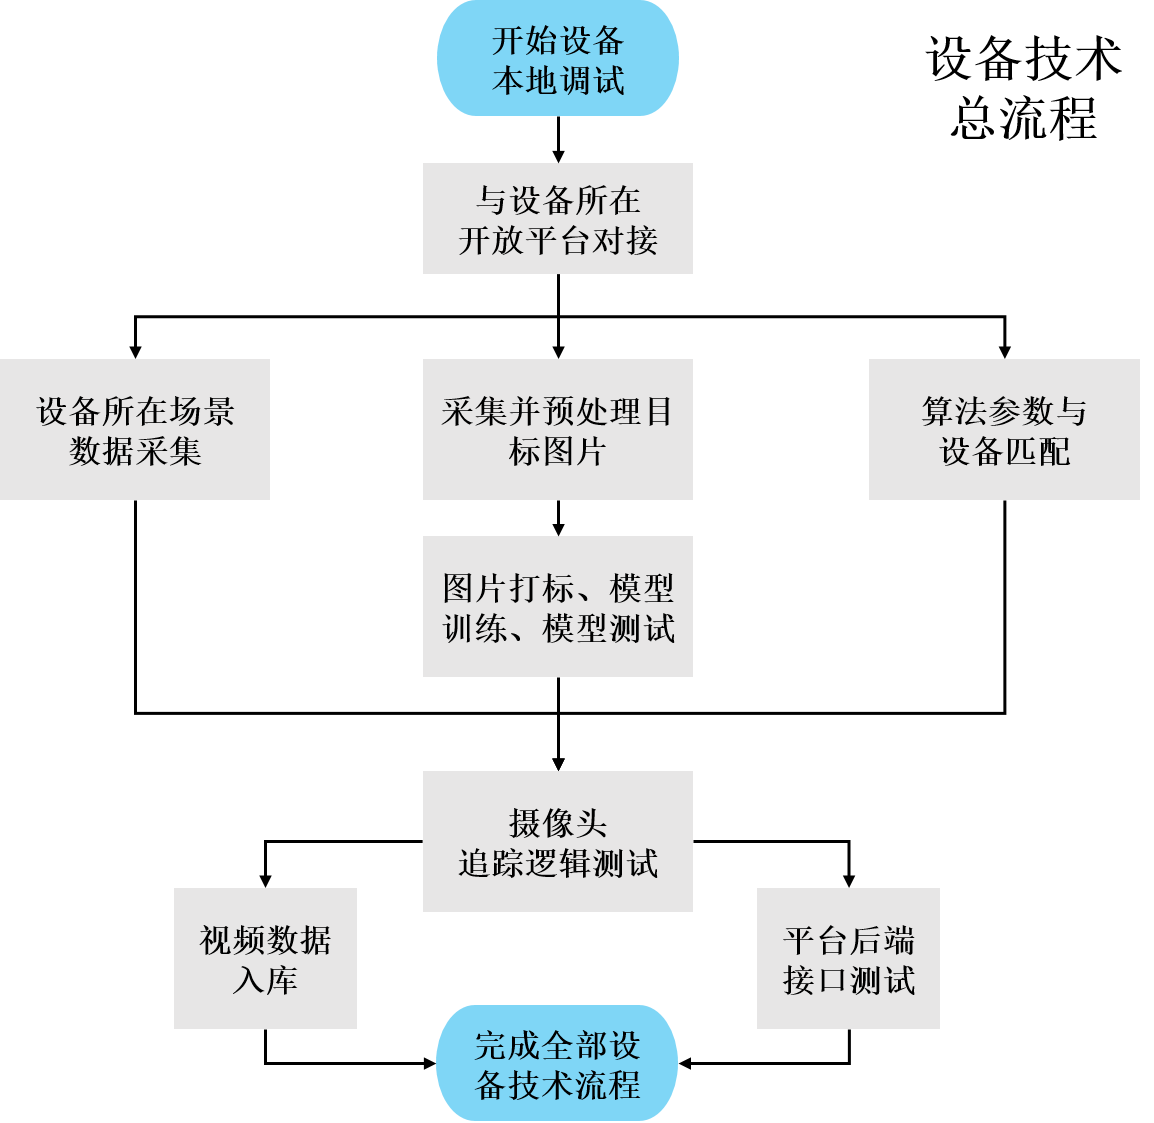 设备技术
总流程
开始设备
本地调试
与设备所在
开放平台对接
设备所在场景
数据采集
采集并预处理目
标图片
算法参数与
设备匹配
图片打标、模型
训练、模型测试
摄像头
追踪逻辑测试
视频数据
入库
平台后端
接口测试
完成全部设
备技术流程